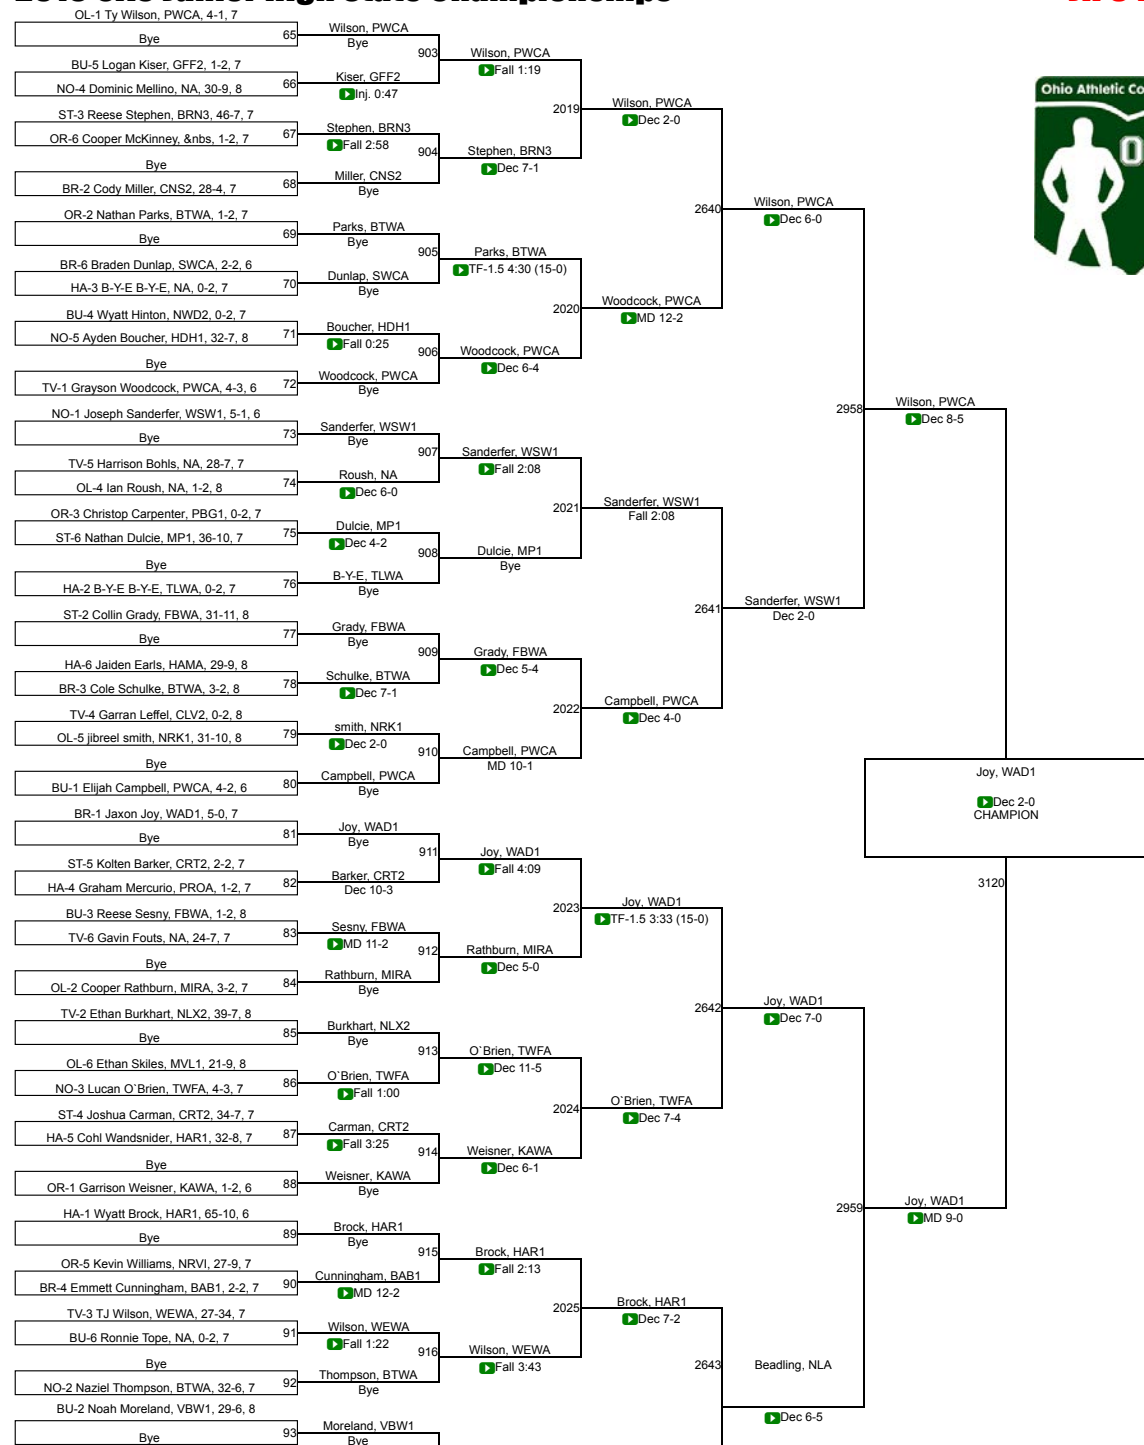 OL-1 Ty Wilson, PWCA, 4-1, 7
Bye
65
BU-5 Logan Kiser, GFF2, 1-2, 7
NO-4 Dominic Mellino, NA, 30-9, 8
66
ST-3 Reese Stephen, BRN3, 46-7, 7
OR-6 Cooper McKinney, &nbs, 1-2, 7
67
Bye
BR-2 Cody Miller, CNS2, 28-4, 7
68
OR-2 Nathan Parks, BTWA, 1-2, 7
Bye
69
BR-6 Braden Dunlap, SWCA, 2-2, 6
HA-3 B-Y-E B-Y-E, NA, 0-2, 7
70
BU-4 Wyatt Hinton, NWD2, 0-2, 7
NO-5 Ayden Boucher, HDH1, 32-7, 8
71
Bye
TV-1 Grayson Woodcock, PWCA, 4-3, 6
72
NO-1 Joseph Sanderfer, WSW1, 5-1, 6
Bye
73
TV-5 Harrison Bohls, NA, 28-7, 7
OL-4 Ian Roush, NA, 1-2, 8
74
OR-3 Christop Carpenter, PBG1, 0-2, 7
ST-6 Nathan Dulcie, MP1, 36-10, 7
75
Bye
HA-2 B-Y-E B-Y-E, TLWA, 0-2, 7
76
ST-2 Collin Grady, FBWA, 31-11, 8
Bye
77
HA-6 Jaiden Earls, HAMA, 29-9, 8
BR-3 Cole Schulke, BTWA, 3-2, 8
78
TV-4 Garran Leffel, CLV2, 0-2, 8
OL-5 jibreel smith, NRK1, 31-10, 8
79
Bye
BU-1 Elijah Campbell, PWCA, 4-2, 6
80
BR-1 Jaxon Joy, WAD1, 5-0, 7
Bye
81
ST-5 Kolten Barker, CRT2, 2-2, 7
HA-4 Graham Mercurio, PROA, 1-2, 7
82
BU-3 Reese Sesny, FBWA, 1-2, 8
TV-6 Gavin Fouts, NA, 24-7, 7
83
Bye
OL-2 Cooper Rathburn, MIRA, 3-2, 7
84
TV-2 Ethan Burkhart, NLX2, 39-7, 8
Bye
85
OL-6 Ethan Skiles, MVL1, 21-9, 8
NO-3 Lucan O`Brien, TWFA, 4-3, 7
86
ST-4 Joshua Carman, CRT2, 34-7, 7
HA-5 Cohl Wandsnider, HAR1, 32-8, 7
87
Bye
OR-1 Garrison Weisner, KAWA, 1-2, 6
88
HA-1 Wyatt Brock, HAR1, 65-10, 6
Bye
89
OR-5 Kevin Williams, NRVI, 27-9, 7
BR-4 Emmett Cunningham, BAB1, 2-2, 7
90
TV-3 TJ Wilson, WEWA, 27-34, 7
BU-6 Ronnie Tope, NA, 0-2, 7
91
Bye
NO-2 Naziel Thompson, BTWA, 32-6, 7
92
BU-2 Noah Moreland, VBW1, 29-6, 8
Bye
93
Wilson, PWCA
Bye
903
Kiser, GFF2
Inj. 0:47
Stephen, BRN3
Fall 2:58
904
Miller, CNS2
Bye
Parks, BTWA
Bye
905
Dunlap, SWCA
Bye
Boucher, HDH1
Fall 0:25
906
Woodcock, PWCA
Bye
Sanderfer, WSW1
Bye
907
Roush, NA
Dec 6-0
Dulcie, MP1
Dec 4-2
908
B-Y-E, TLWA
Bye
Grady, FBWA
Bye
909
Schulke, BTWA
Dec 7-1
smith, NRK1
Dec 2-0
910
Campbell, PWCA
Bye
Joy, WAD1
Bye
911
Barker, CRT2
Dec 10-3
Sesny, FBWA
MD 11-2
912
Rathburn, MIRA
Bye
Burkhart, NLX2
Bye
913
O`Brien, TWFA
Fall 1:00
Carman, CRT2
Fall 3:25
914
Weisner, KAWA
Bye
Brock, HAR1
Bye
915
Cunningham, BAB1
MD 12-2
Wilson, WEWA
Fall 1:22
916
Thompson, BTWA
Bye
Moreland, VBW1
Bye
Wilson, PWCA
Fall 1:19
2019
Stephen, BRN3
Dec 7-1
Parks, BTWA
TF-1.5 4:30 (15-0)
2020
Woodcock, PWCA
Dec 6-4
Sanderfer, WSW1
Fall 2:08
2021
Dulcie, MP1
Bye
Grady, FBWA
Dec 5-4
2022
Campbell, PWCA
MD 10-1
Joy, WAD1
Fall 4:09
2023
Rathburn, MIRA
Dec 5-0
O`Brien, TWFA
Dec 11-5
2024
Weisner, KAWA
Dec 6-1
Brock, HAR1
Fall 2:13
2025
Wilson, WEWA
Fall 3:43
Wilson, PWCA
Dec 2-0
2640
Woodcock, PWCA
MD 12-2
Sanderfer, WSW1
Fall 2:08
2641
Campbell, PWCA
Dec 4-0
Joy, WAD1
TF-1.5 3:33 (15-0)
2642
O`Brien, TWFA
Dec 7-4
Brock, HAR1
Dec 7-2
2643
Wilson, PWCA
Dec 6-0
2958
Sanderfer, WSW1
Dec 2-0
Joy, WAD1
Dec 7-0
2959
Beadling, NLA
Dec 6-5
Wilson, PWCA
Dec 8-5
Joy, WAD1
MD 9-0
3120
Joy, WAD1
Dec 2-0
CHAMPION
Ohio Athletic Co
O